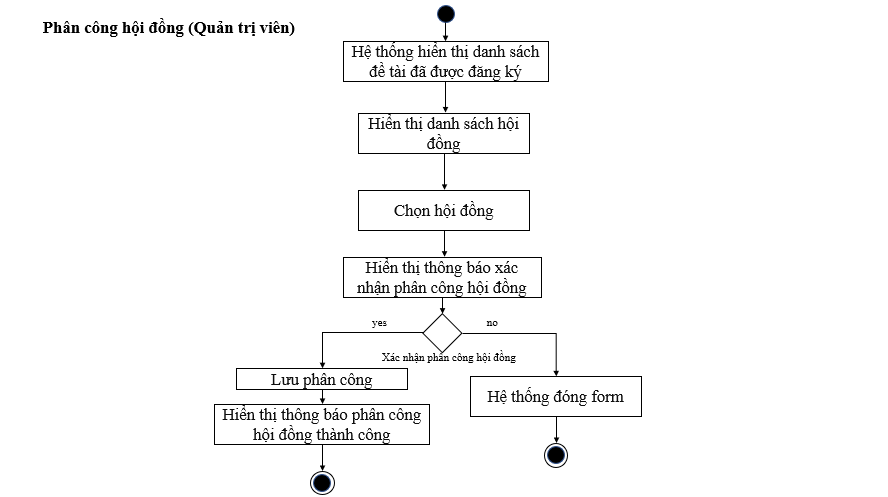 Phân công hội đồng (Quản trị viên)
Hệ thống hiển thị danh sách
đề tài đã được đăng ký
Hiển thị danh sách hội
đồng
Chọn hội đồng
Hiển thị thông báo xác
nhận phân công hội đồng
yes
no
Xác nhận phân công hội đồng
Lưu phân công
Hệ thống đóng form
Hiển thị thông báo phân công
hội đồng thành công